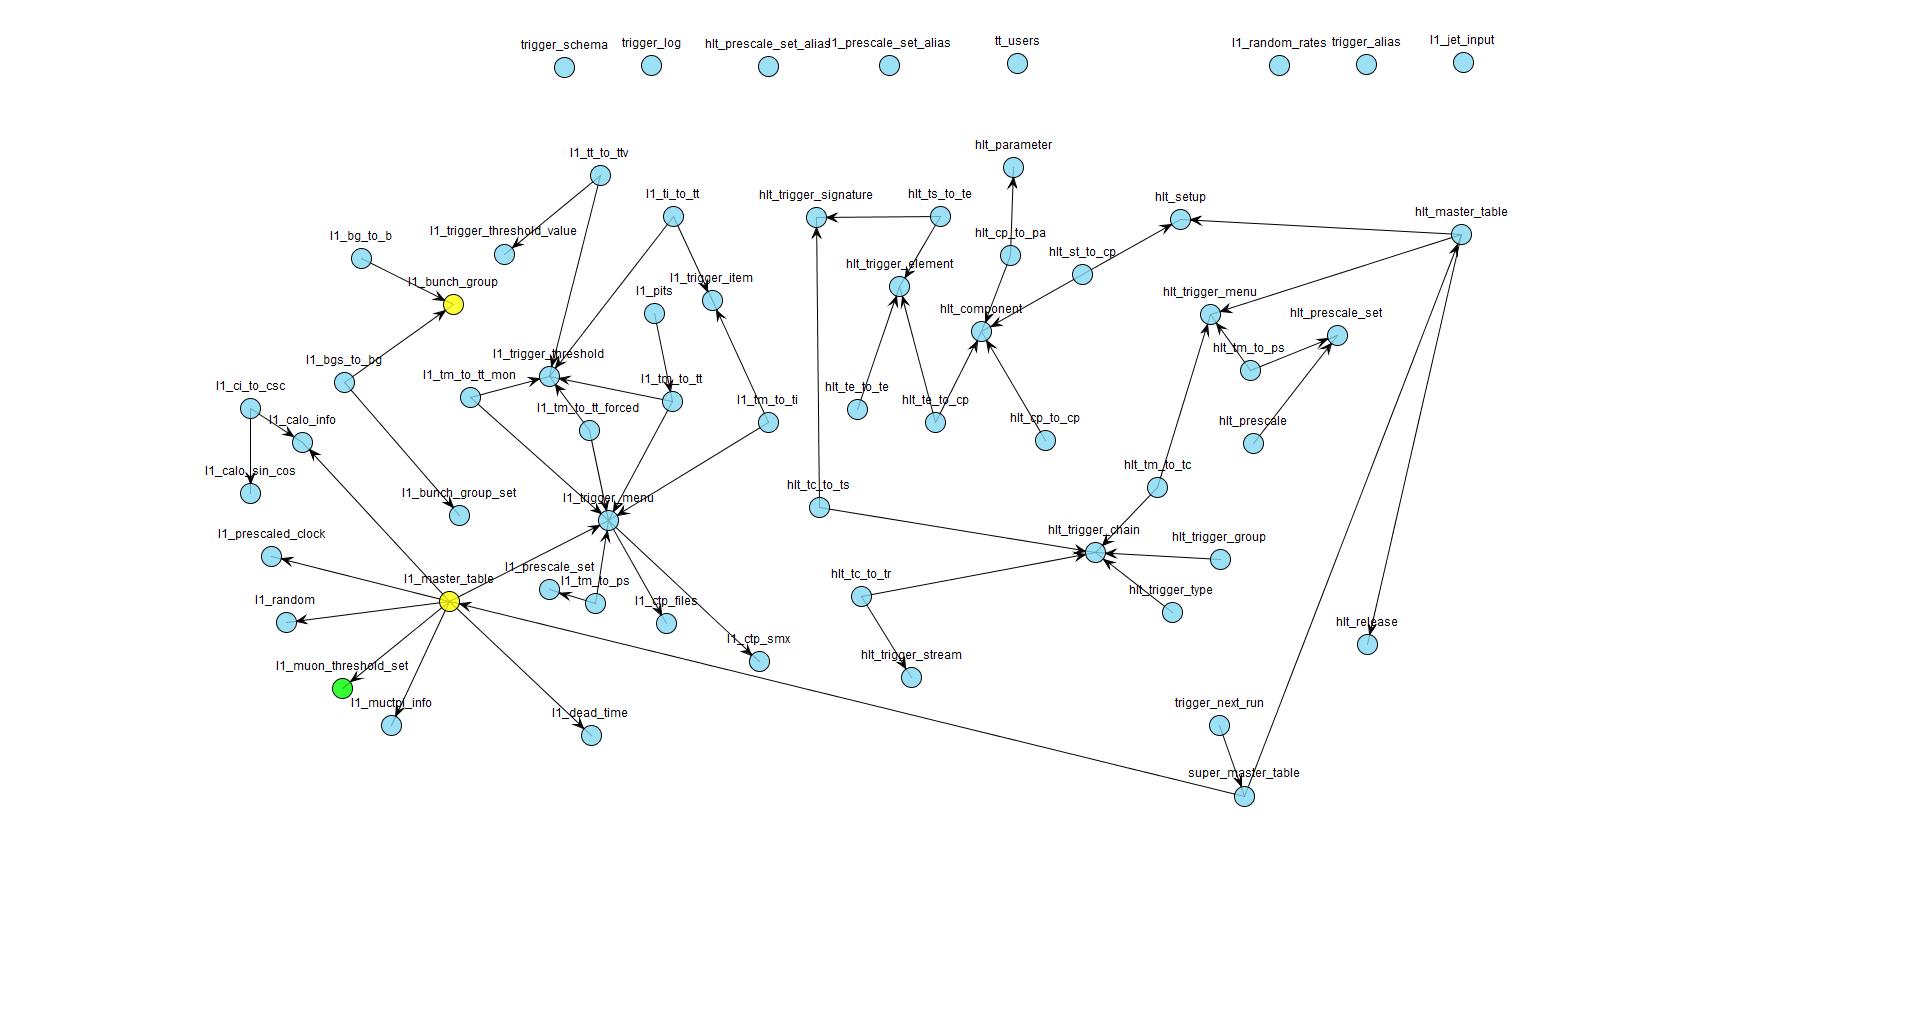 trigger_schema
trigger_log
hlt_prescale_set_alias
l1_prescale_set_alias
tt_users
l1_random_rates
trigger_alias
l1_jet_input
l1_tt_to_ttv
hlt_parameter
l1_ti_to_tt
hlt_trigger_signature
hlt_ts_to_te
hlt_setup
hlt_master_table
l1_bg_to_b
l1_trigger_threshold_value
hlt_cp_to_pa
hlt_st_to_cp
hlt_trigger_element
l1_bunch_group
l1_trigger_item
l1_pits
hlt_trigger_menu
hlt_component
hlt_prescale_set
l1_bgs_to_bg
l1_trigger_threshold
hlt_tm_to_ps
l1_ci_to_csc
l1_tm_to_tt_mon
l1_tm_to_tt
hlt_te_to_te
l1_tm_to_tt_forced
l1_tm_to_ti
hlt_te_to_cp
l1_calo_info
hlt_cp_to_cp
hlt_prescale
l1_calo_sin_cos
hlt_tm_to_tc
l1_bunch_group_set
l1_trigger_menu
hlt_tc_to_ts
l1_prescaled_clock
hlt_trigger_chain
hlt_trigger_group
l1_master_table
l1_prescale_set
l1_tm_to_ps
hlt_tc_to_tr
hlt_trigger_type
l1_random
l1_ctp_files
hlt_release
l1_ctp_smx
l1_muon_threshold_set
hlt_trigger_stream
l1_muctpi_info
l1_dead_time
trigger_next_run
super_master_table